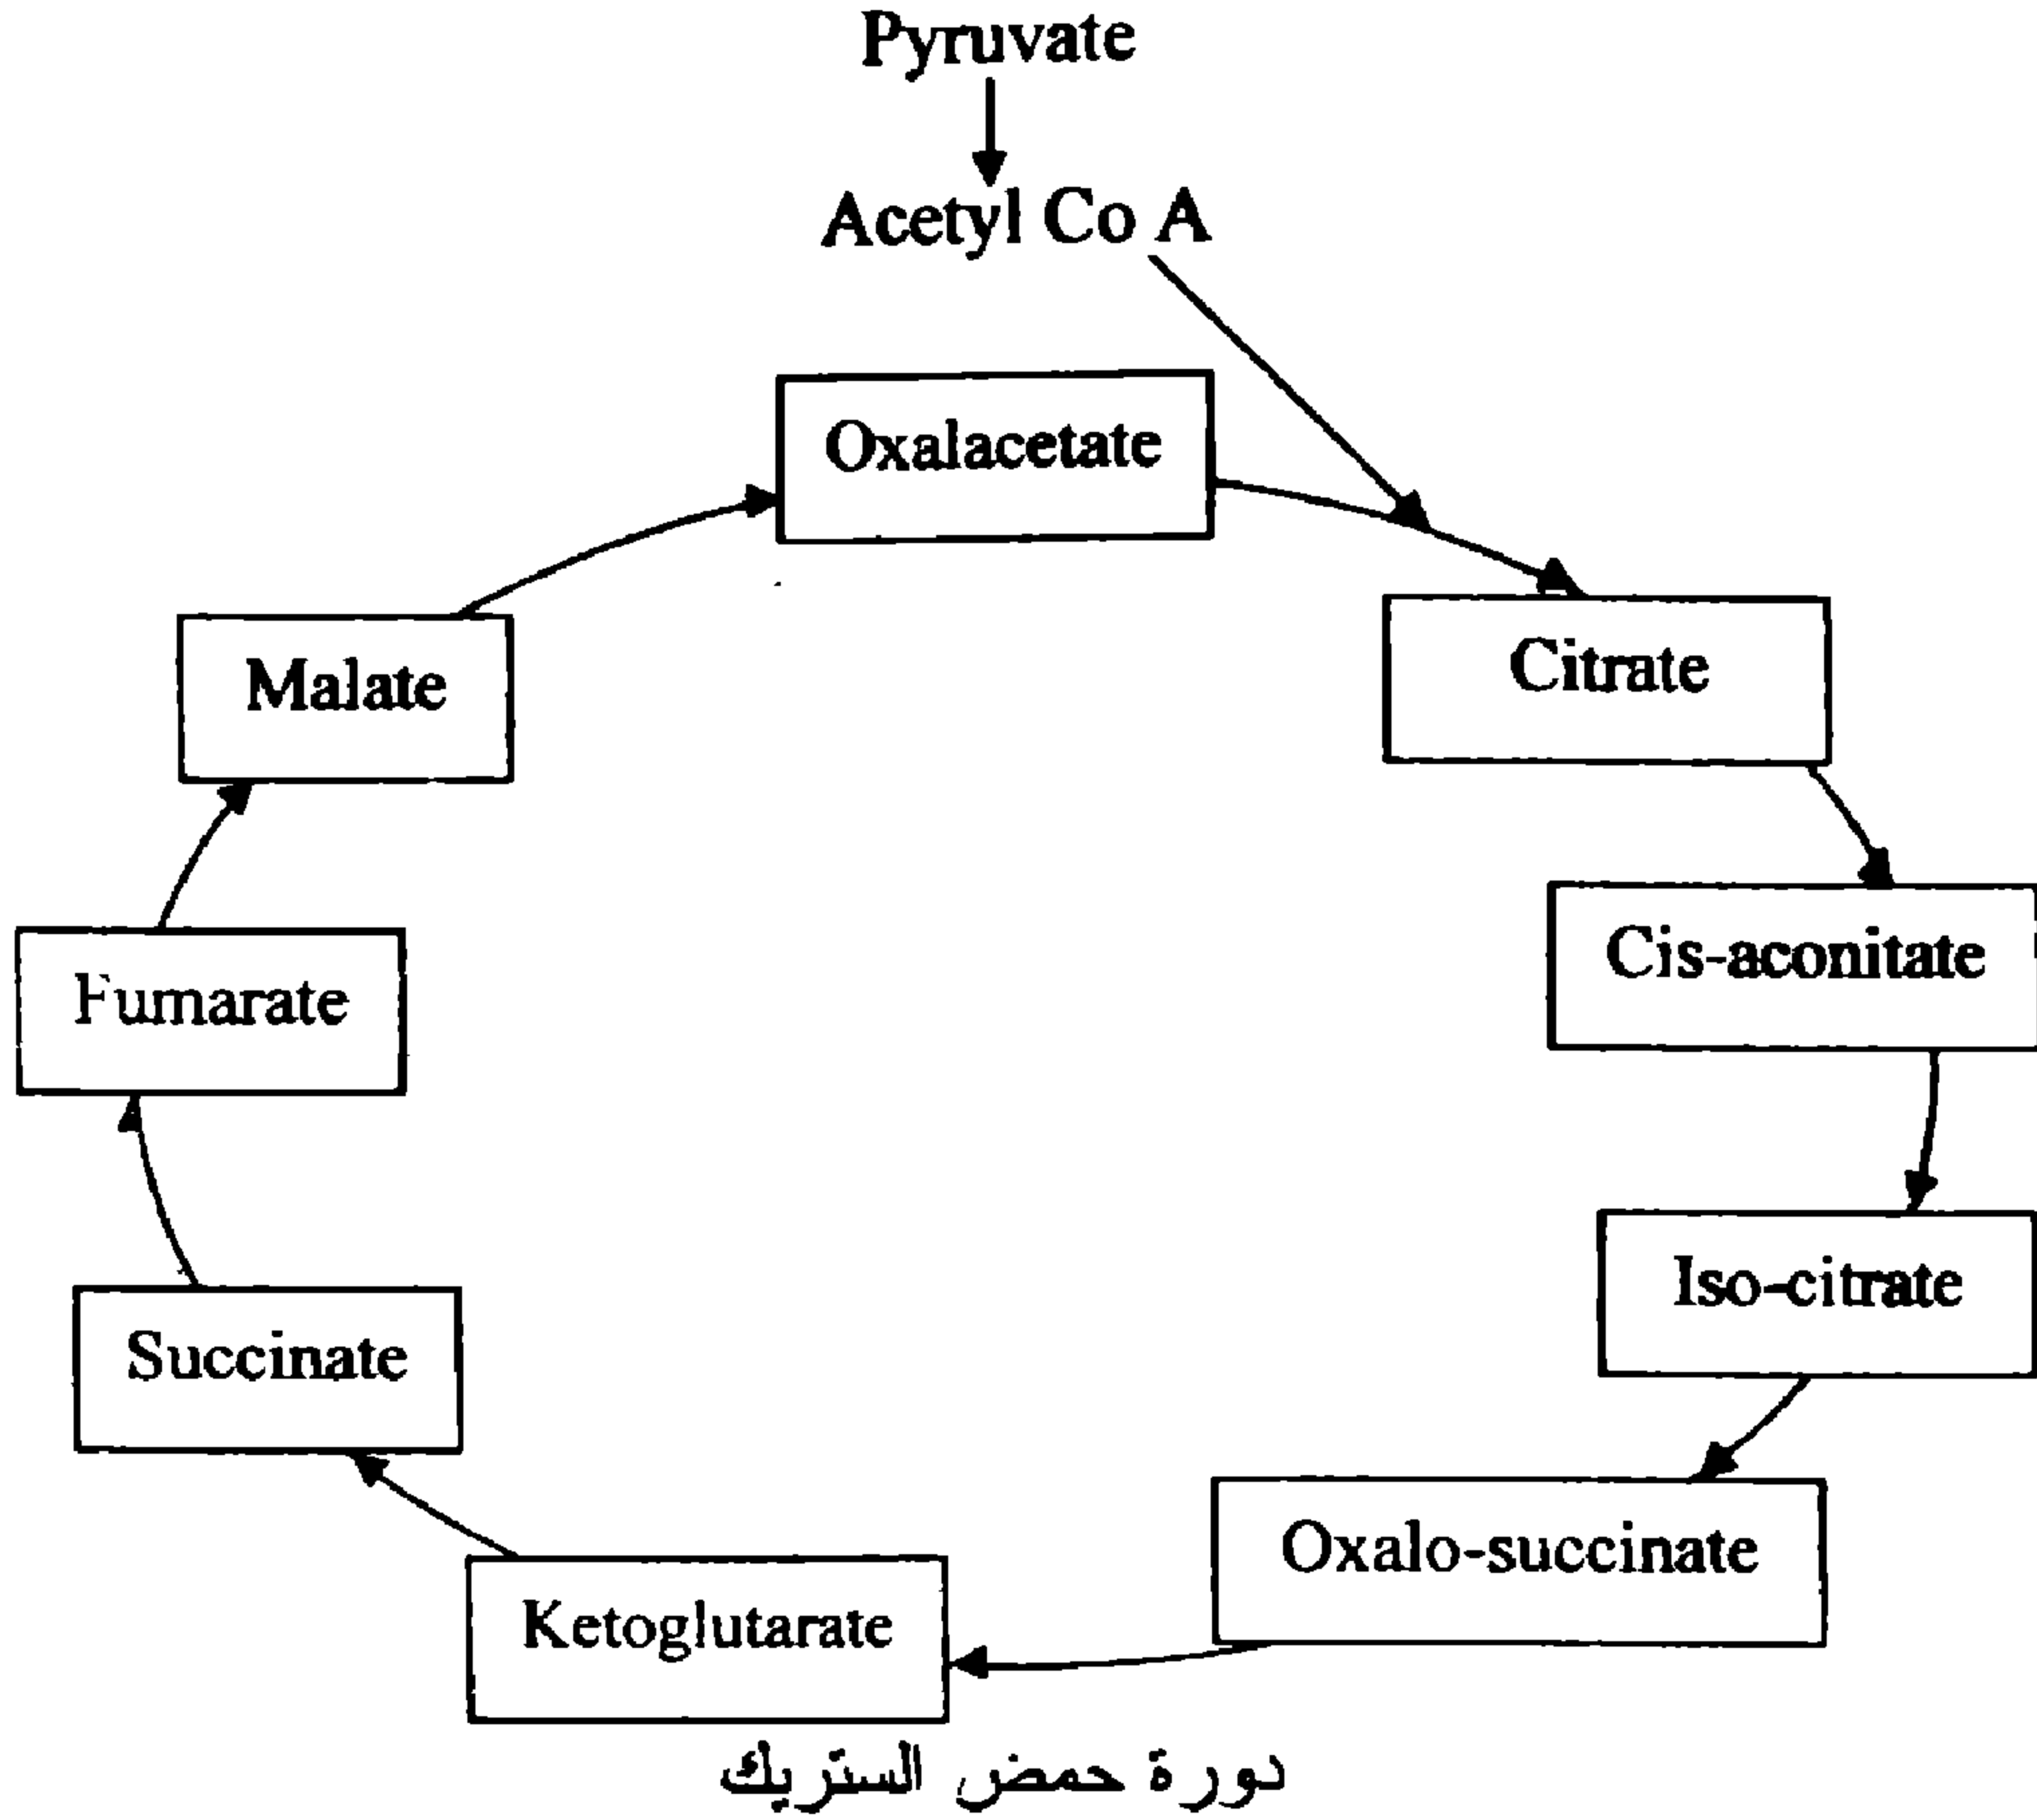 Pyruvate
Acetyl Co A
Oxalacetate
Citrate
Malate
Cis-aconitate
Fumarate
Iso-citrate
Succinate
Oxalo-succinate
Ketoglutarate
دورة حمض الستريك